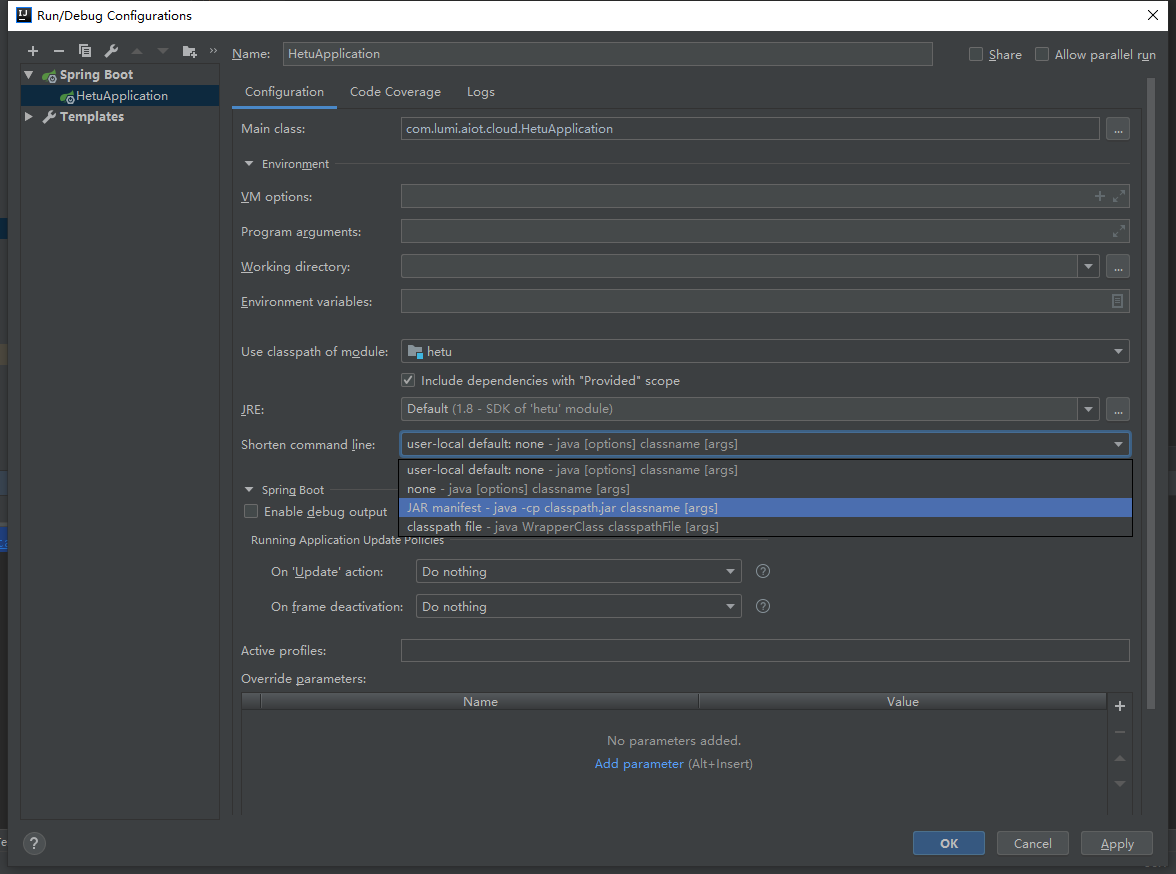 Run/Debug Configurations
Name: HetuApplication Share Allow parallel run
Spring Boot
HetuApplication
Templates
Configuration Code Coverage Logs
Main class: com.lumi.aiot.cloud.HetuApplication ...
Environment
VM options:
Program arguments:
Working directory: ...
Environment variables:
Use classpath of module: hetu
Include dependencies with "Provided" scope
JRE: Default (1.8 - SDK of 'hetu' module) ...
Shorten command line: user-local default: none - java [options] classname [args]
user-local default: none - java [options] classname [args]
none - java [options] classname [args]
JAR manifest - java -cp classpath.jar classname [args]
classpath file - java WrapperClass classpathFile [args]
Spring Boot
Enable debug output
Running Application Update Policies
On 'Update' action: Do nothing ?
On frame deactivation: Do nothing ?
Active profiles:
Override parameters:
Name Value
No parameters added.
Add parameter (Alt+Insert)
? OK Cancel Apply